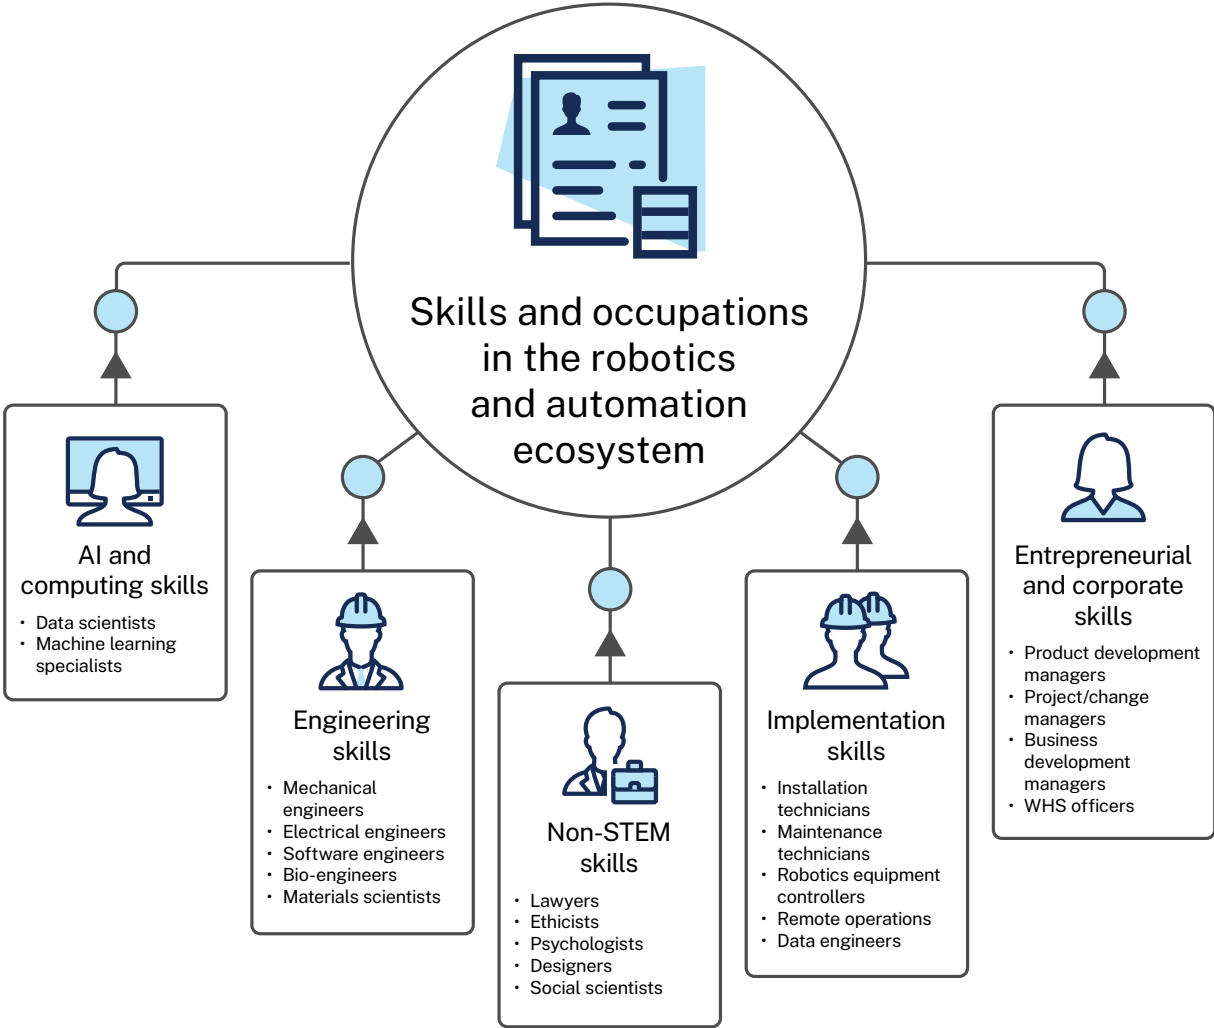 Skills and occupations
in the robotics
and automation
ecosystem
AI and
computing skills
• Data scientists
• Machine learning
specialists
Engineering
skills
• Mechanical
engineers
• Electrical engineers
• Software engineers
• Bio-engineers
• Materials scientists
Non-STEM
skills
• Lawyers
• Ethicists
• Psychologists
• Designers
• Social scientists
Implementation
skills
• Installation
technicians
• Maintenance
technicians
• Robotics equipment
controllers
• Remote operations
• Data engineers
Entrepreneurial
and corporate
skills
• Product development
managers
• Project/change
managers
• Business
development
managers
• WHS officers